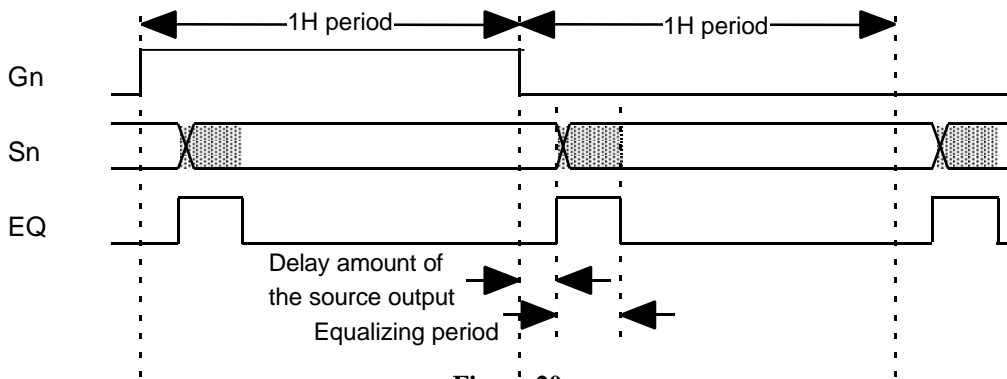 1H period
1H period
Gn
Sn
EQ
Delay amount of
the source output
Equalizing period